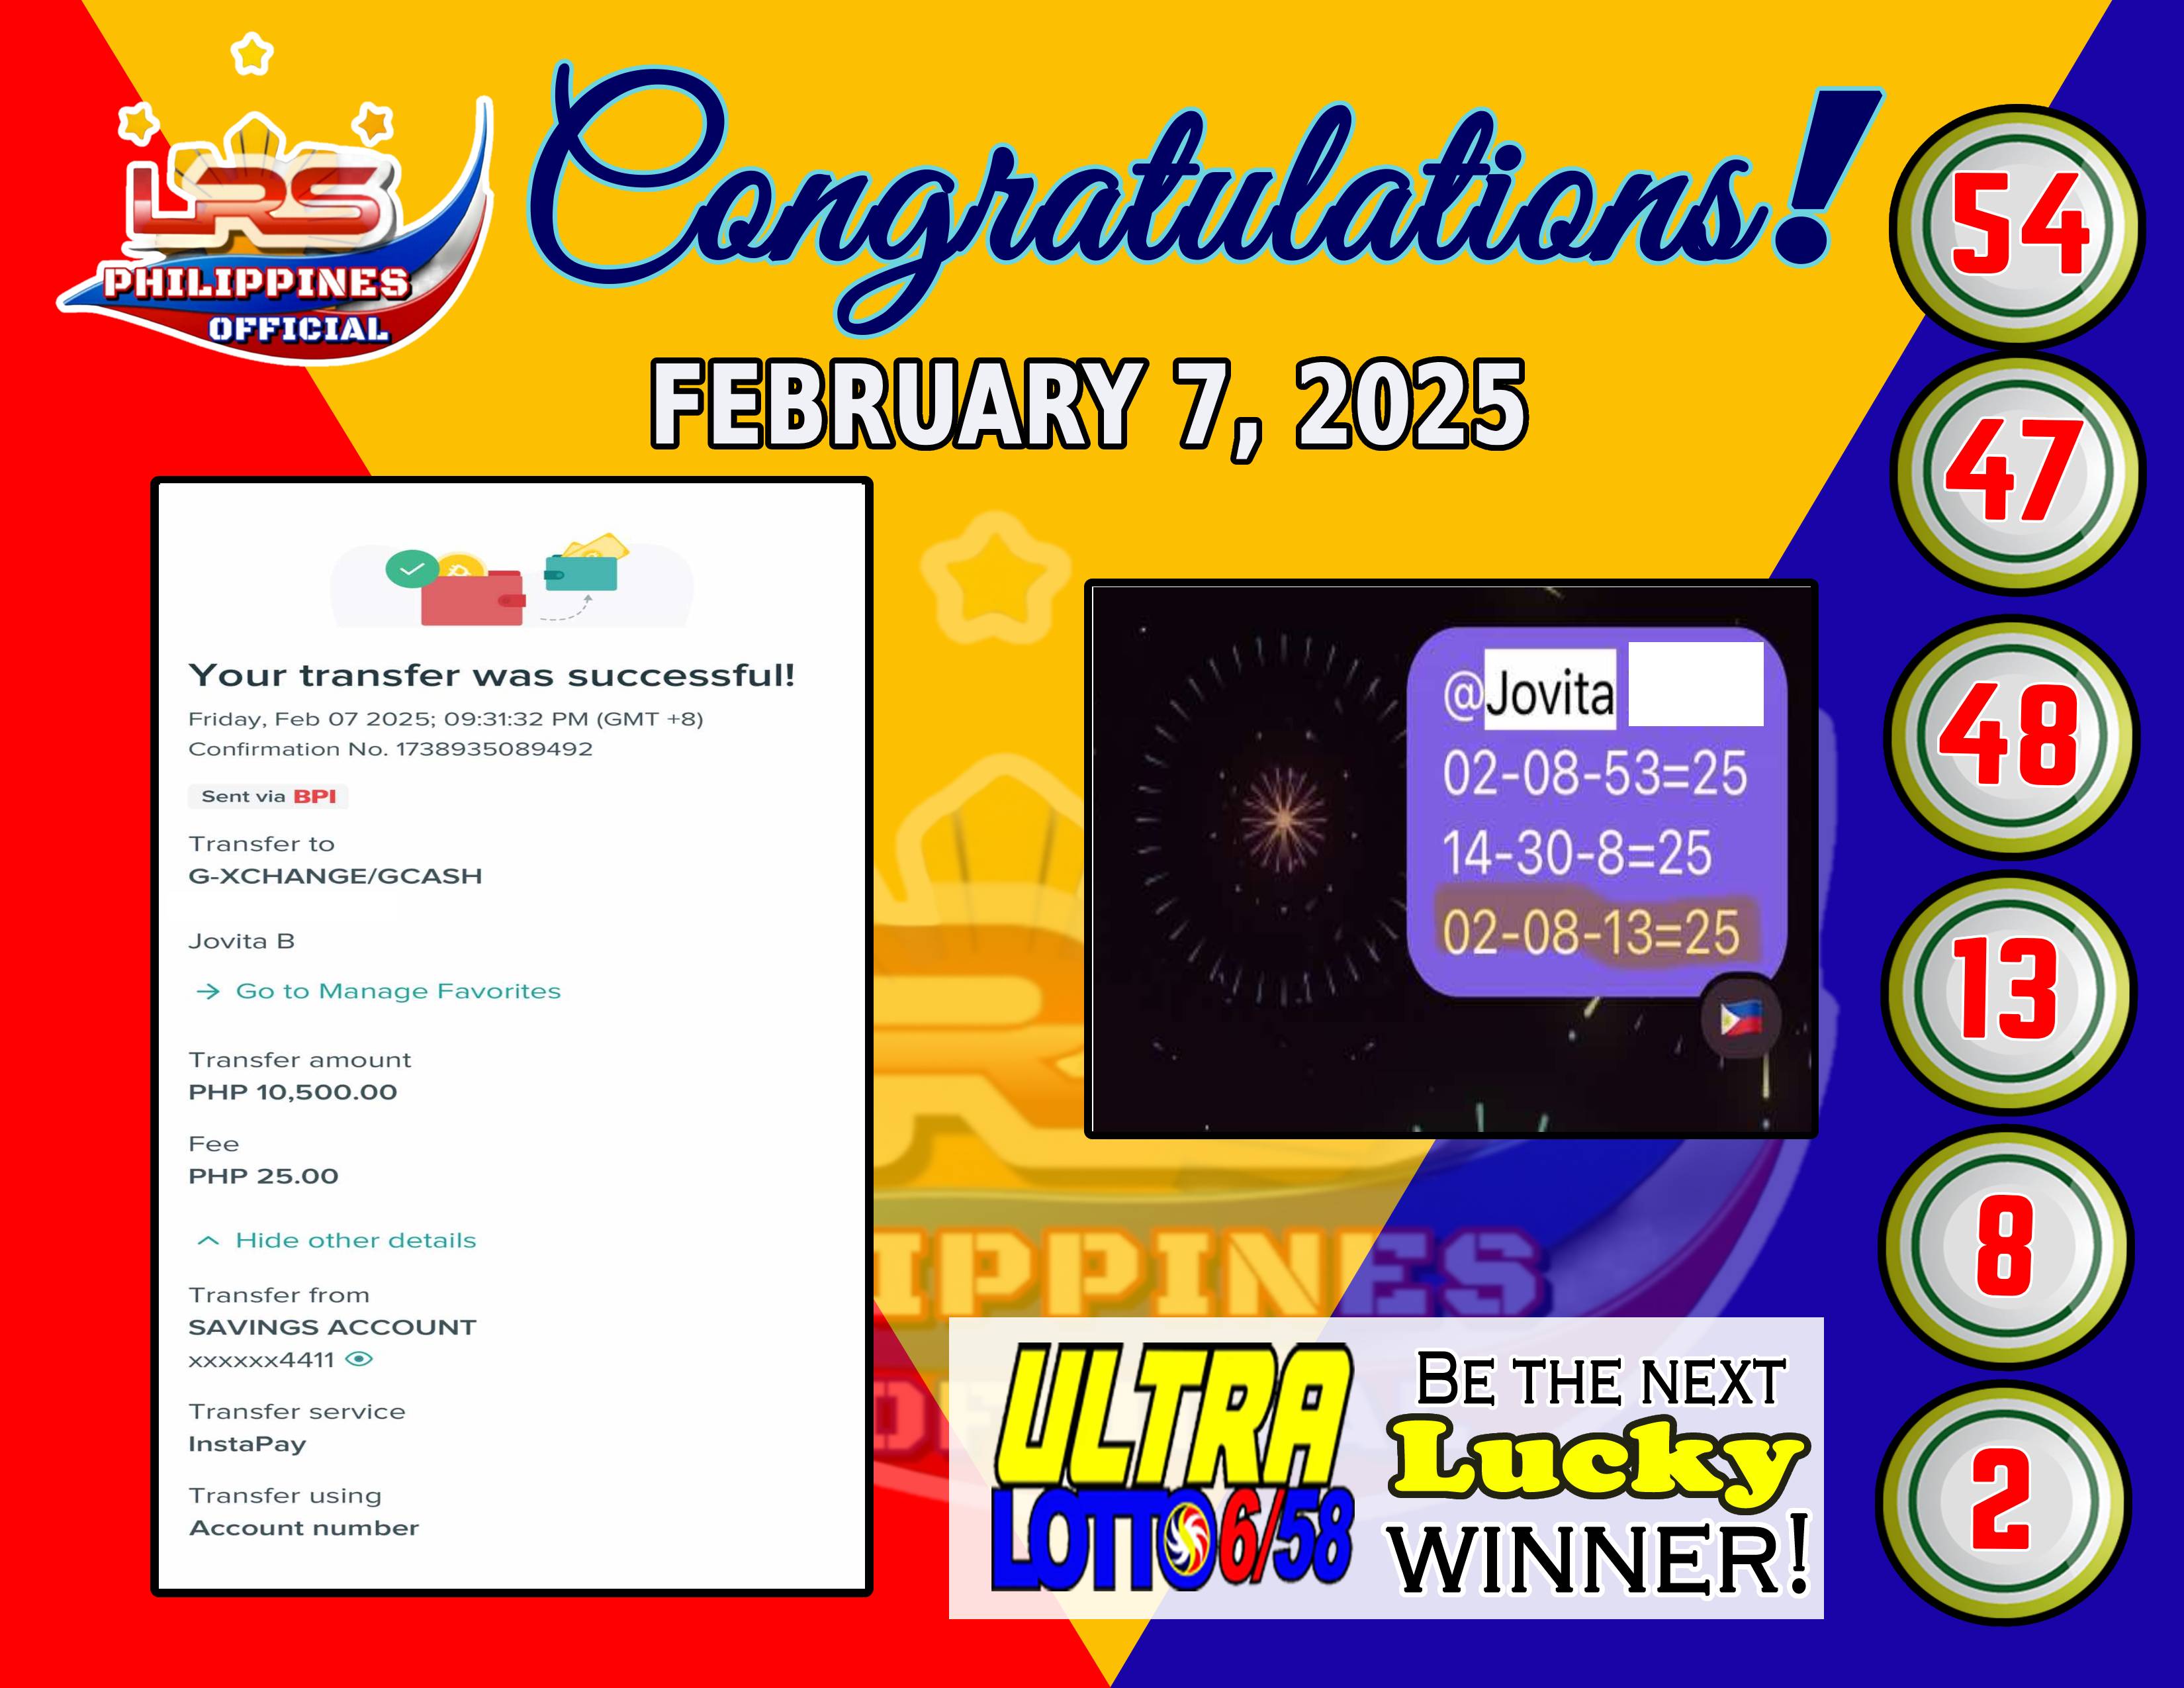 LRS
PHILIPPINES
OFFICIAL
Congratulations!
FEBRUARY 7, 2025
Your transfer was successful!
Friday, Feb 07 2025; 09:31:32 PM (GMT +8)
Confirmation No. 1738935089492
Sent via BPI
Transfer to
G-XCHANGE/GCASH
Jovita B
→ Go to Manage Favorites
Transfer amount
PHP 10,500.00
Fee
PHP 25.00
Hide other details
Transfer from
SAVINGS ACCOUNT
xxxxxx4411
Transfer service
InstaPay
Transfer using
Account number
@Jovita
02-08-53=25
14-30-8=25
02-08-13=25
IPPINES
ULTRA
LOTTO 6/58
BE THE NEXT
Lucky
WINNER!
54
47
48
13
8
2